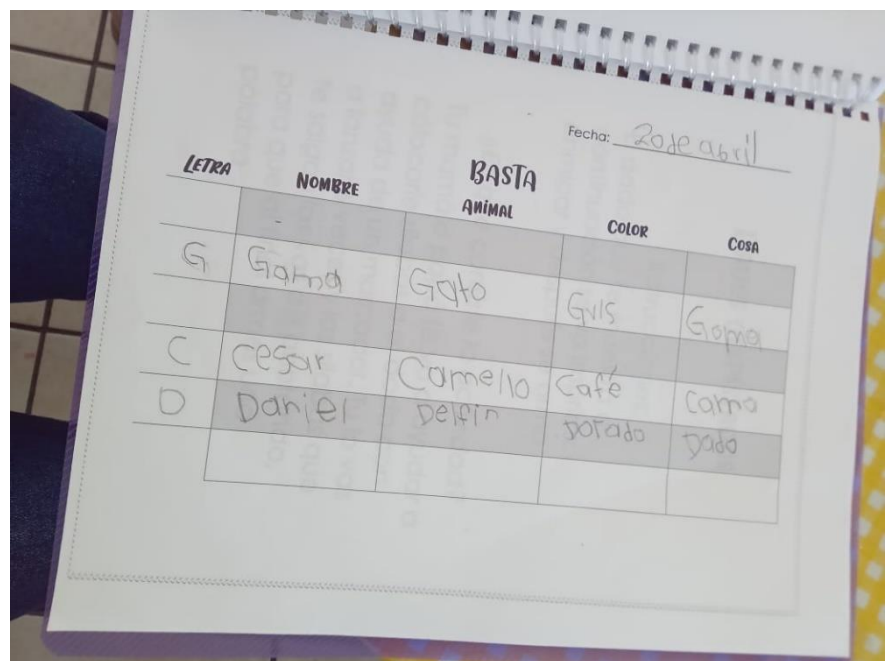 Fecha: 20 de abril
BASTA
LETRA NOMBRE ANIMAL COLOR COSA
G Gama Gato Gris Goma
C Cesar Camello Café Cama
D Daniel Delfin Dorado Dado